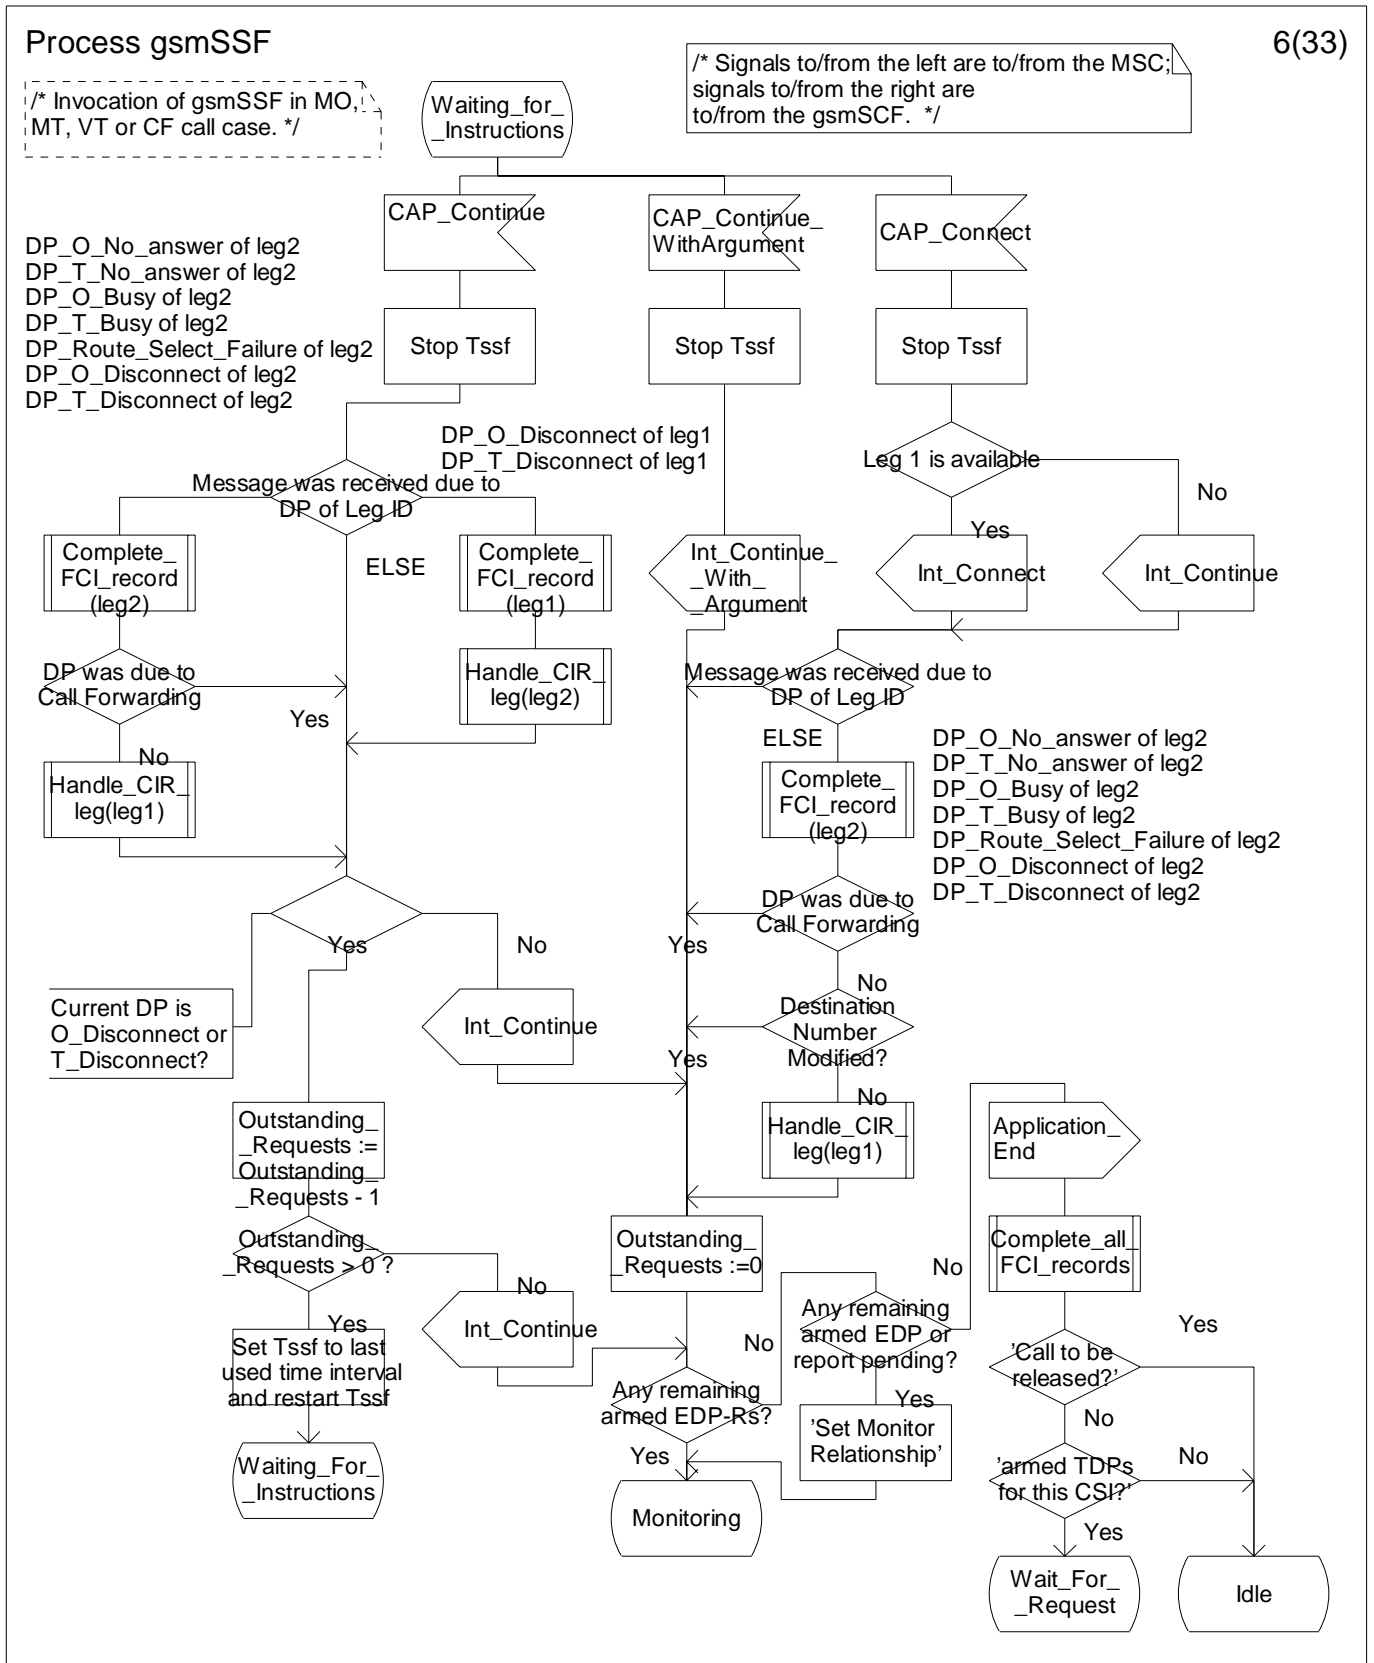 Process gsmSSF
6(33)
/* Invocation of gsmSSF in MO,
MT, VT or CF call case. */
Waiting_for_
_Instructions
/* Signals to/from the left are to/from the MSC;
signals to/from the right are
to/from the gsmSCF. */
CAP_Continue
CAP_Continue_
WithArgument
CAP_Connect
DP_O_No_answer of leg2
DP_T_No_answer of leg2
DP_O_Busy of leg2
DP_T_Busy of leg2
DP_Route_Select_Failure of leg2
DP_O_Disconnect of leg2
DP_T_Disconnect of leg2
Stop Tssf
Stop Tssf
Stop Tssf
DP_O_Disconnect of leg1
DP_T_Disconnect of leg1
Leg 1 is available
Message was received due to
DP of Leg ID
No
Yes
Complete_
FCI_record
(leg2)
ELSE
Complete_
FCI_record
(leg1)
Int_Continue_
_With_
_Argument
Int_Connect
Int_Continue
DP was due to
Call Forwarding
Handle_CIR_
leg(leg2)
Message was received due to
DP of Leg ID
Yes
No
ELSE
Handle_CIR_
leg(leg1)
Complete_
FCI_record
(leg2)
DP_O_No_answer of leg2
DP_T_No_answer of leg2
DP_O_Busy of leg2
DP_T_Busy of leg2
DP_Route_Select_Failure of leg2
DP_O_Disconnect of leg2
DP_T_Disconnect of leg2
DP was due to
Call Forwarding
Yes
No
Yes
No
Current DP is
O_Disconnect or
T_Disconnect?
Int_Continue
Destination
Number
Modified?
Yes
No
Outstanding_
_Requests :=
Outstanding_
_Requests - 1
Handle_CIR_
leg(leg1)
Application_
End
Outstanding_
_Requests > 0 ?
Outstanding_
_Requests :=0
Complete_all_
FCI_records
No
No
Yes
Set Tssf to last
used time interval
and restart Tssf
Int_Continue
No
Any remaining
armed EDP or
report pending?
Yes
'Call to be
released?'
Any remaining
armed EDP-Rs?
Yes
'Set Monitor
Relationship'
No
Yes
Waiting_For_
_Instructions
'armed TDPs
for this CSI?'
No
Monitoring
Yes
Wait_For_
_Request
Idle